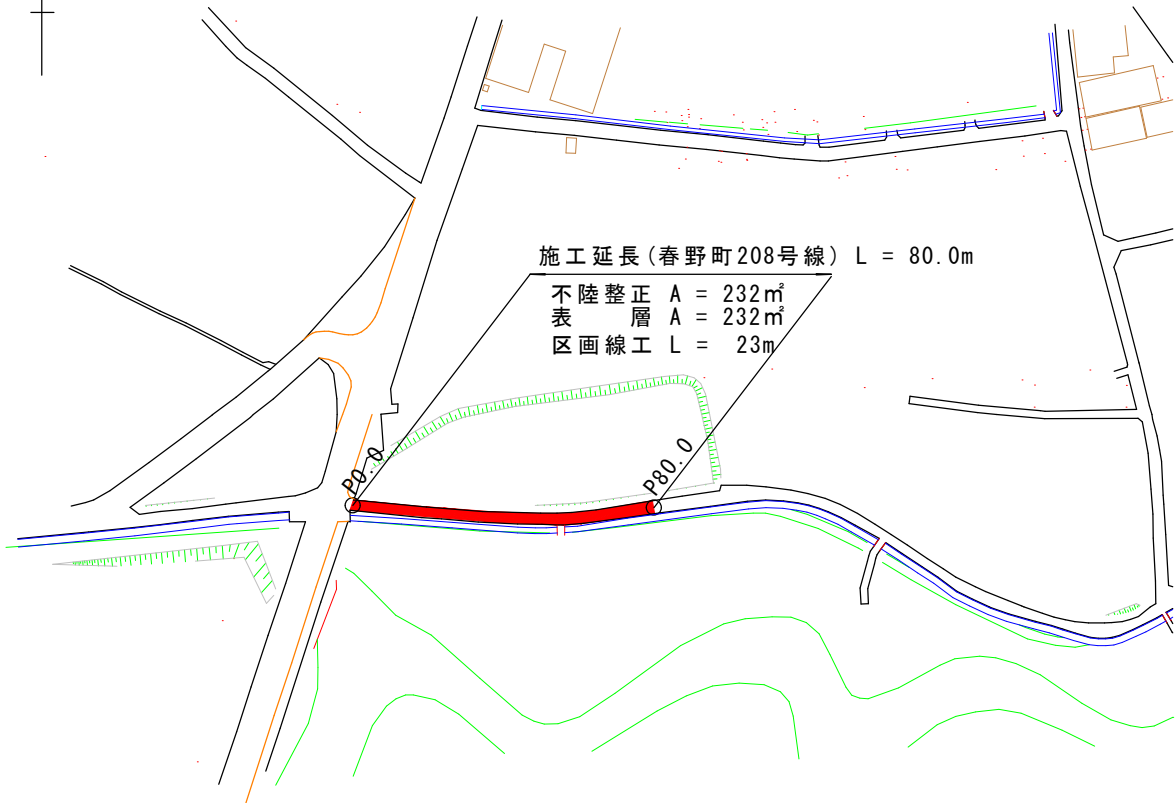 施工延長(春野町208号線) L = 80.0m
不陸整正 A = 232㎡
表　　層 A = 232㎡
区画線工 L =　23m
P0.0
P80.0